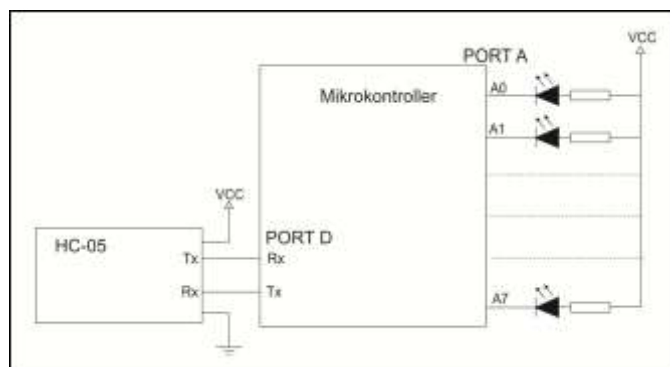 VCC
PORT A
Mikrokontroller
A0
A1
VCC
HC-05
PORT D
Tx
Rx
Rx
Tx
A7